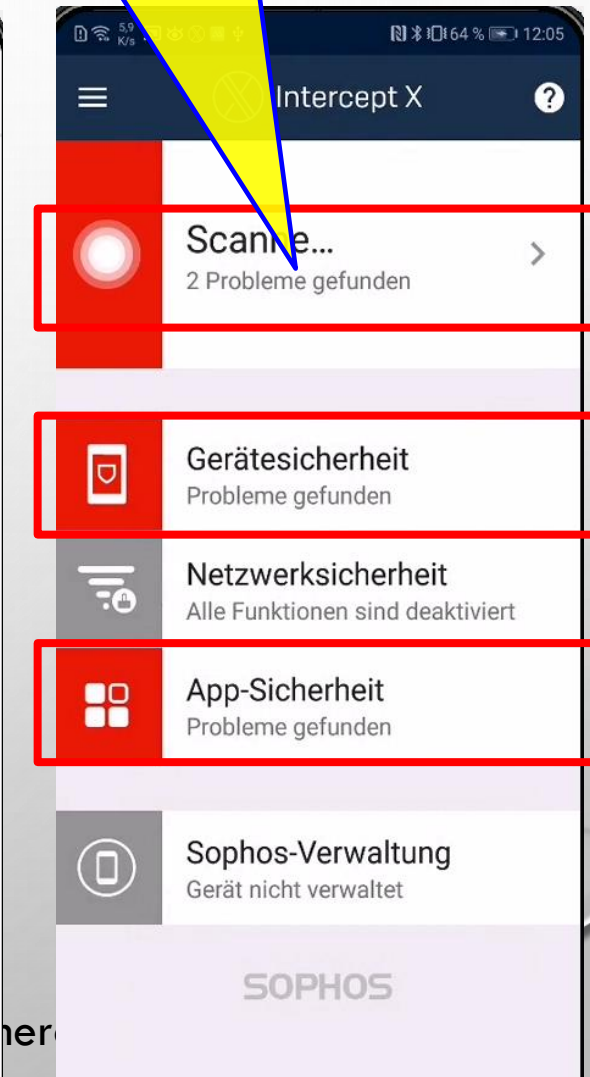 5,9
K/s
64 % 12:05
Intercept X
?
Scanne...
2 Probleme gefunden
Gerätesicherheit
Probleme gefunden
Netzwerksicherheit
Alle Funktionen sind deaktiviert
App-Sicherheit
Probleme gefunden
Sophos-Verwaltung
Gerät nicht verwaltet
SOPHOS